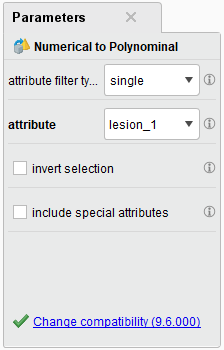 Parameters
Numerical to Polynominal
attribute filter ty...
single
attribute
lesion_1
invert selection
include special attributes
Change compatibility (9.6.000)